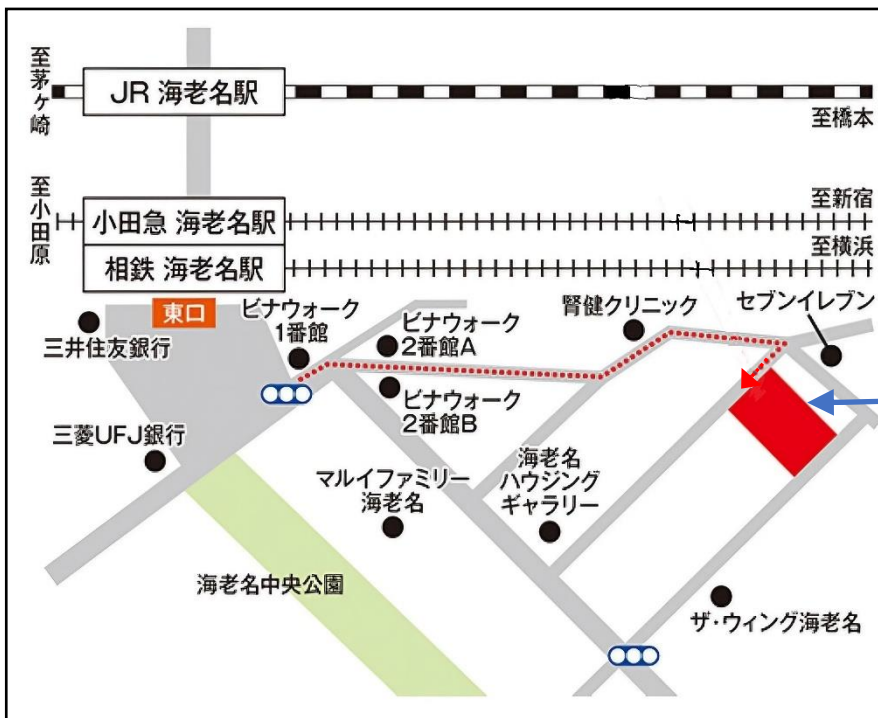 至茅ヶ崎
JR 海老名駅
至橋本
至小田原
小田急 海老名駅
至新宿
相鉄 海老名駅
至横浜
東口
三井住友銀行
ビナウォーク
1番館
ビナウォーク
2番館A
腎健クリニック
セブンイレブン
ビナウォーク
2番館B
三菱UFJ銀行
マルイファミリー
海老名
海老名
ハウジング
ギャラリー
海老名中央公園
ザ・ウィング海老名